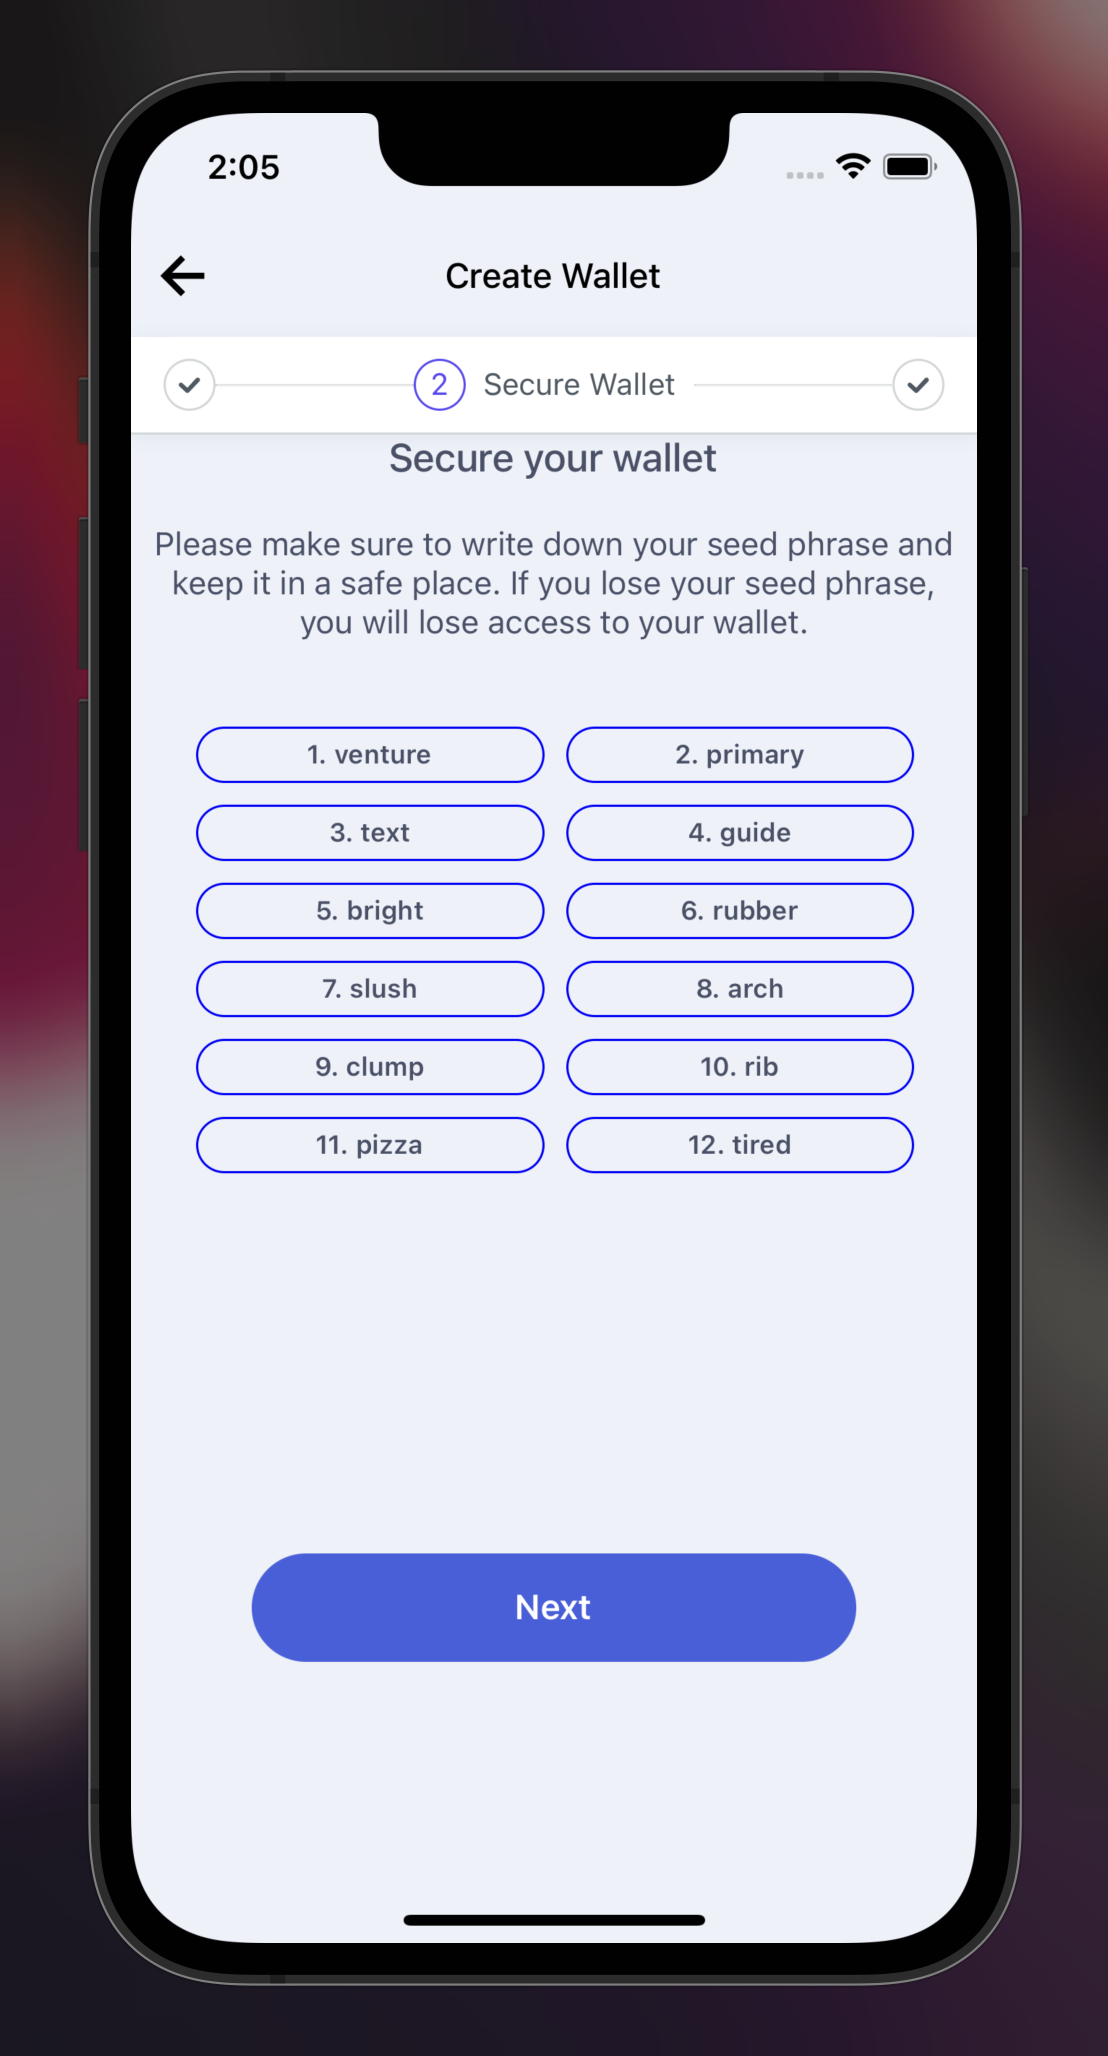 2:05
Create Wallet
2 Secure Wallet
Secure your wallet
Please make sure to write down your seed phrase and
keep it in a safe place. If you lose your seed phrase,
you will lose access to your wallet.
1. venture 2. primary
3. text 4. guide
5. bright 6. rubber
7. slush 8. arch
9. clump 10. rib
11. pizza 12. tired
Next